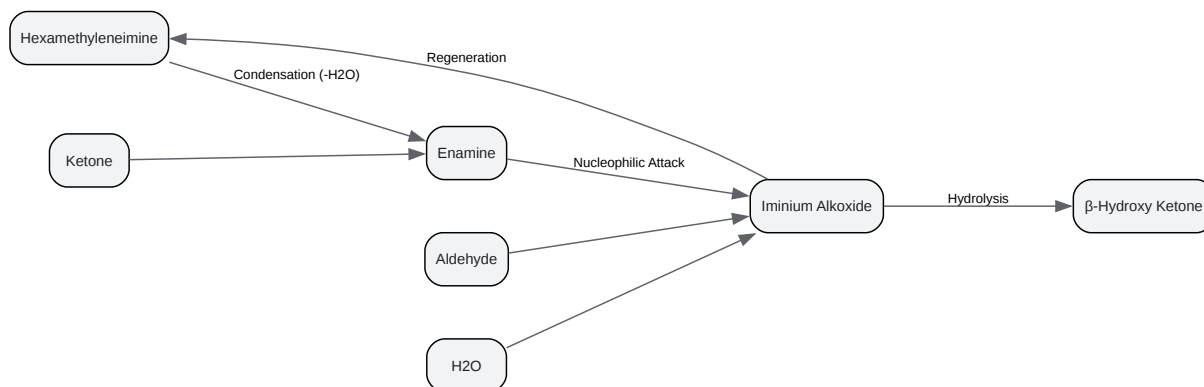 Hexamethyleneimine
Regeneration
Condensation (-H2O)
Ketone
Enamine
Nucleophilic Attack
Iminium Alkoxide
Hydrolysis
β-Hydroxy Ketone
Aldehyde
H2O